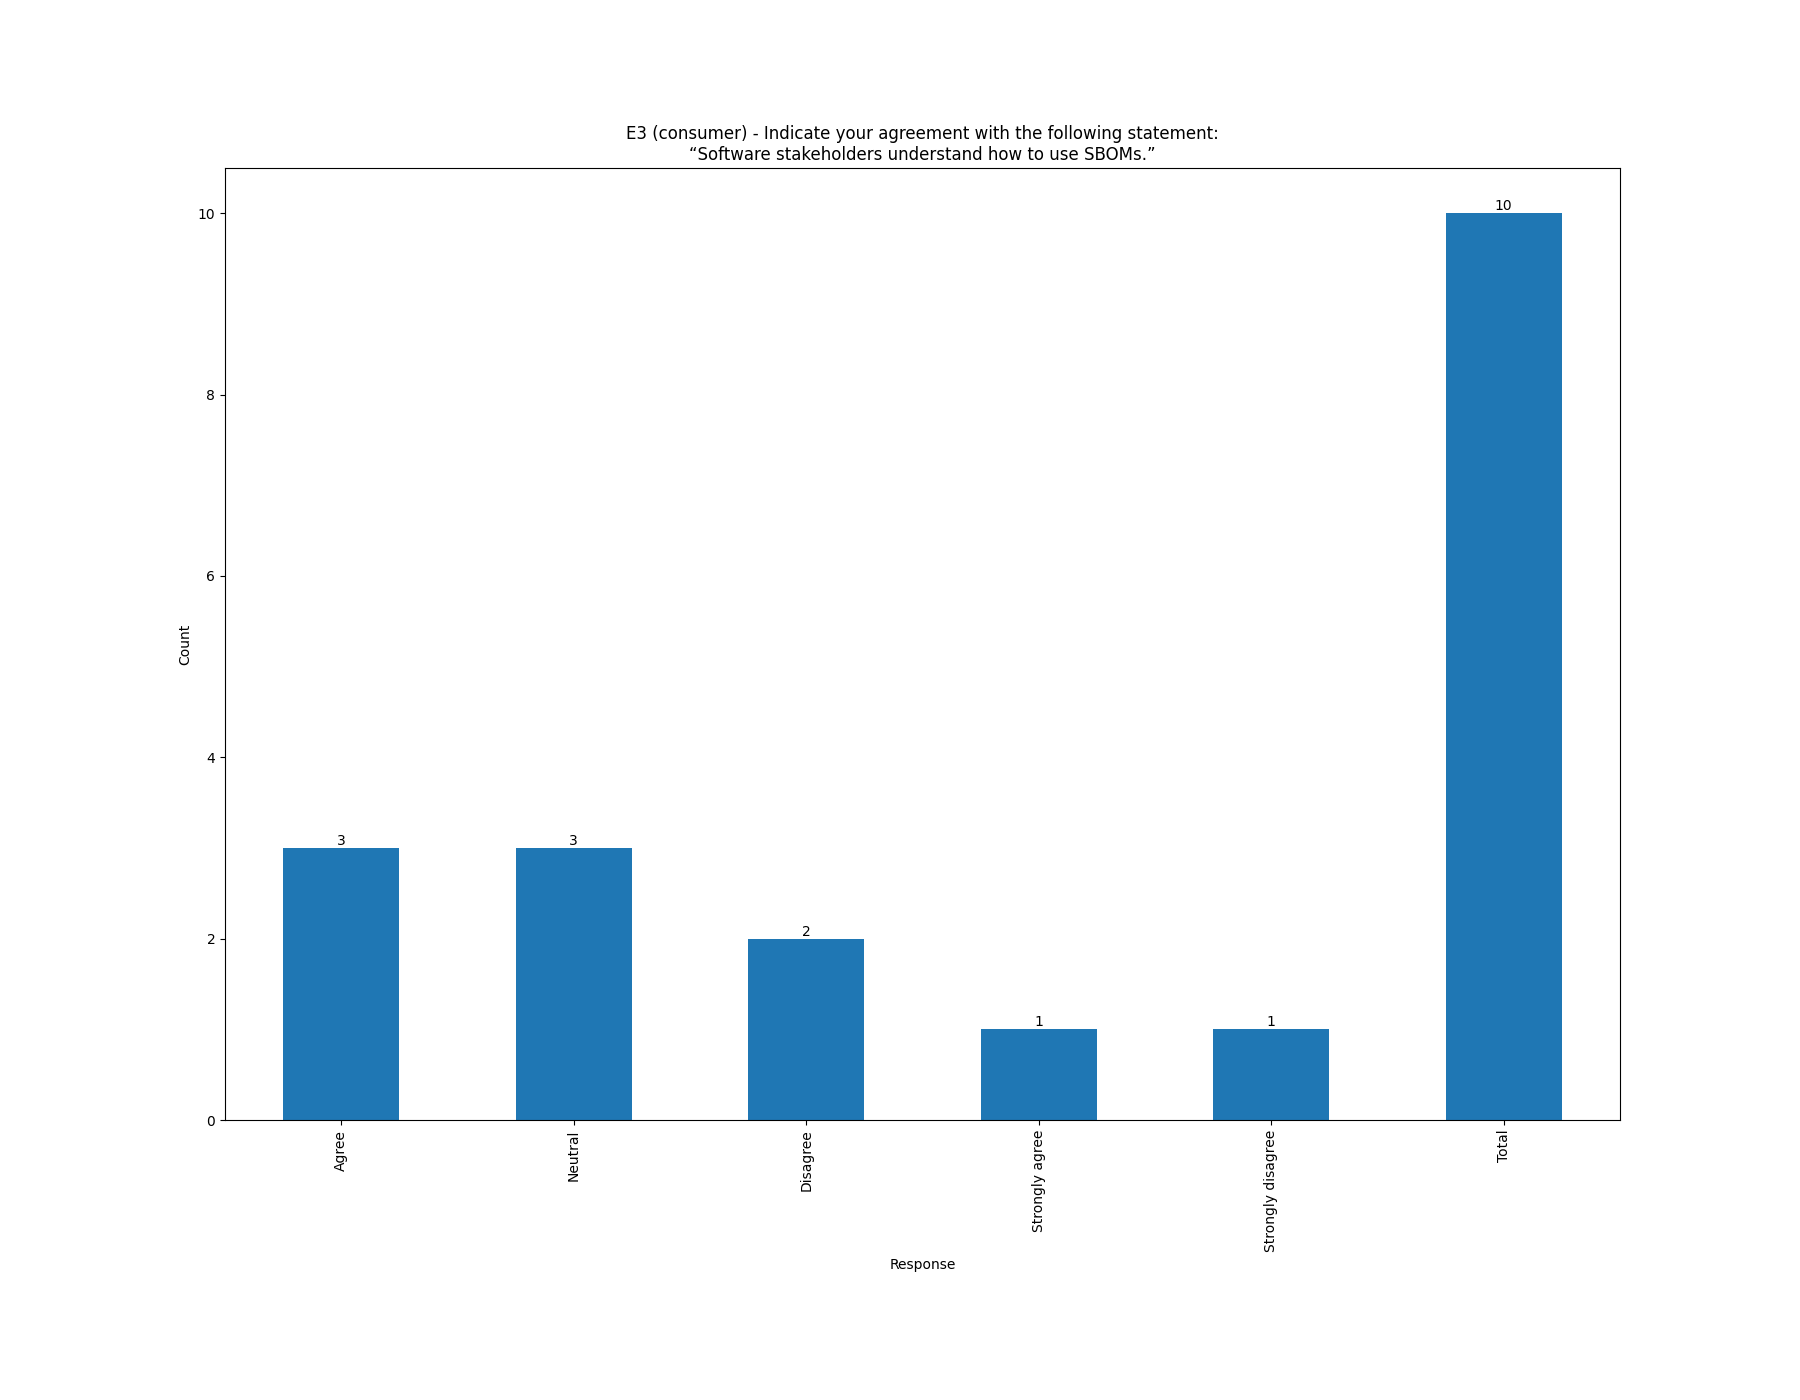 E3 (consumer) - Indicate your agreement with the following statement:
“Software stakeholders understand how to use SBOMs.”
10
8
6
4
2
0
Count
3
3
2
1
1
10
Agree
Neutral
Disagree
Strongly agree
Strongly disagree
Total
Response